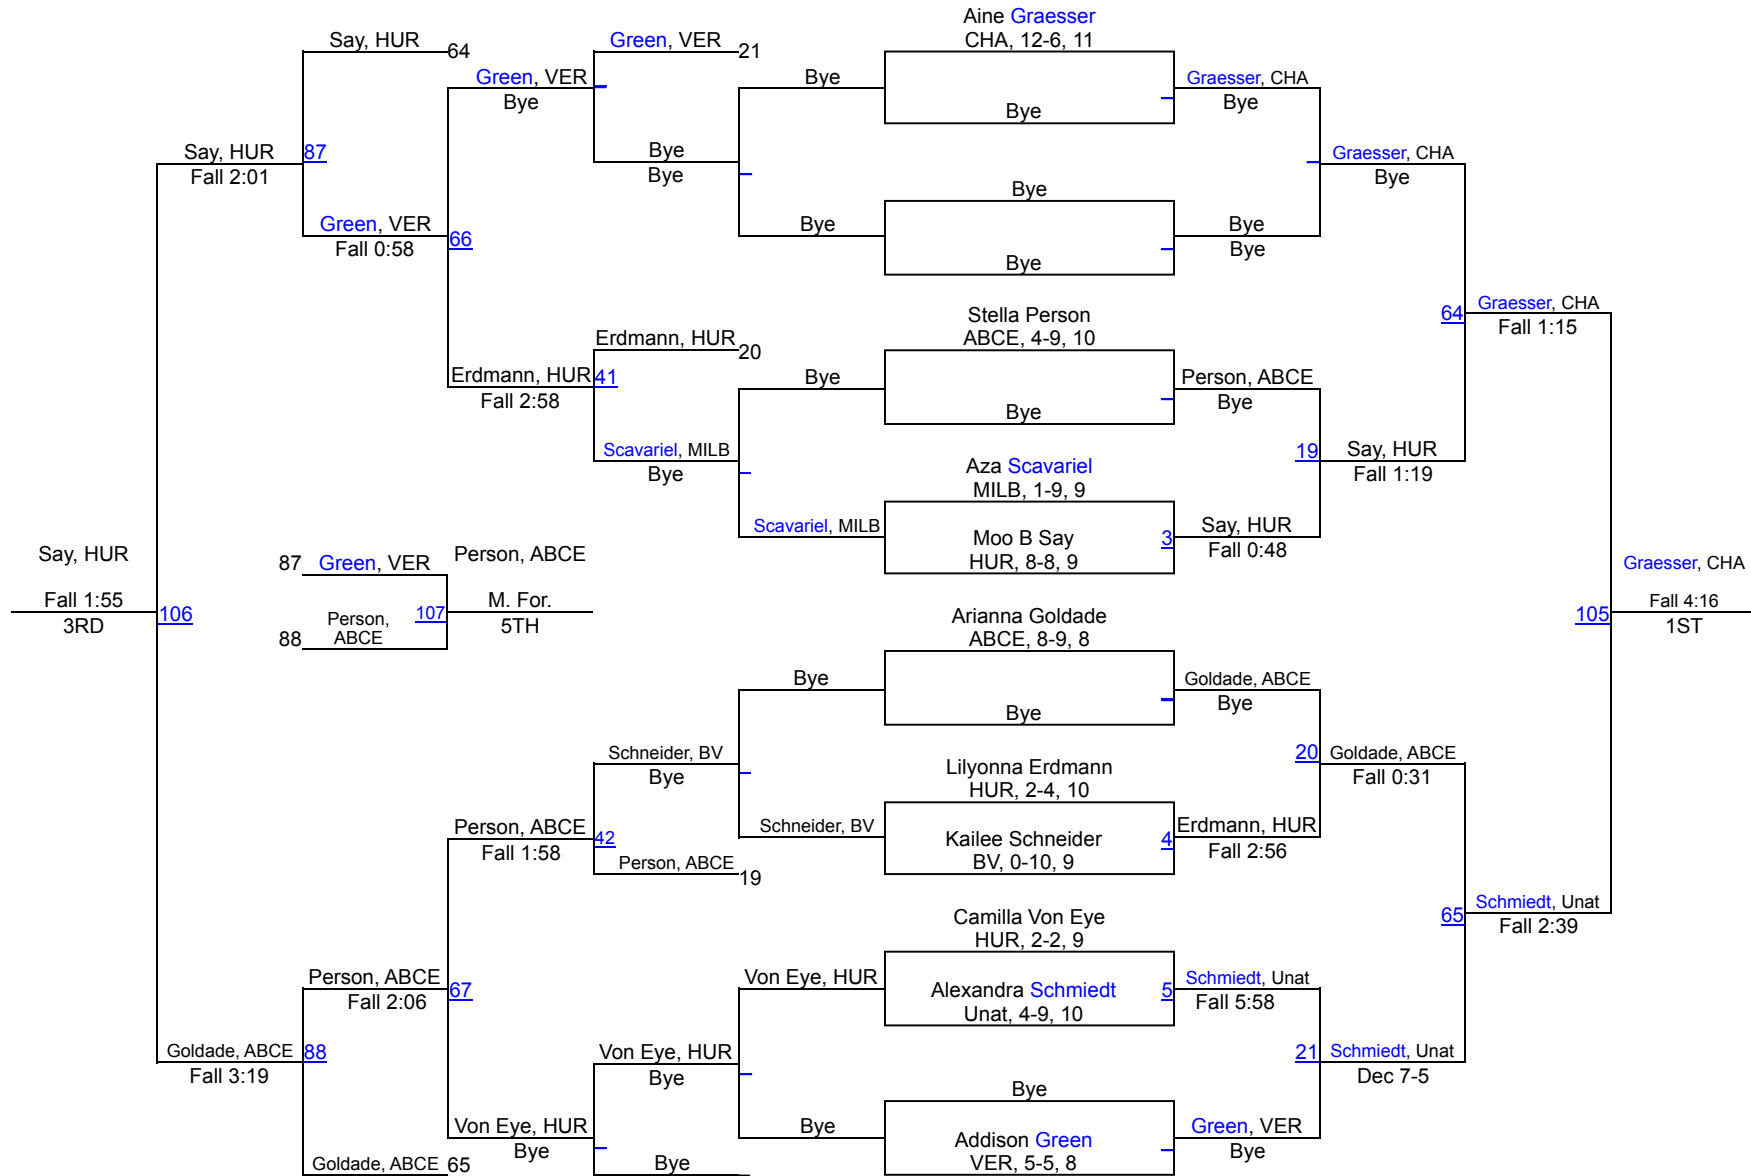 Aine Graesser
CHA, 12-6, 11
Say, HUR
64
Green, VER
21
Green, VER
Bye
Bye
Graesser, CHA
Bye
Bye
Say, HUR
87
Fall 2:01
Bye
Bye
Graesser, CHA
Bye
Bye
Green, VER
66
Fall 0:58
Bye
Bye
Bye
Bye
Stella Person
ABCE, 4-9, 10
64
Graesser, CHA
Fall 1:15
Erdmann, HUR
20
Erdmann, HUR
41
Fall 2:58
Bye
Person, ABCE
Bye
Bye
Scavariel, MILB
Bye
Aza Scavariel
MILB, 1-9, 9
19
Say, HUR
Fall 1:19
Scavariel, MILB
Moo B Say
HUR, 8-8, 9
3
Say, HUR
Fall 0:48
Say, HUR
Fall 1:55
3RD
106
87
Green, VER
Person, ABCE
88
Person,
ABCE
107
M. For.
5TH
Graesser, CHA
105
Fall 4:16
1ST
Arianna Goldade
ABCE, 8-9, 8
Bye
Goldade, ABCE
Bye
Bye
Schneider, BV
Bye
Lilyonna Erdmann
HUR, 2-4, 10
20
Goldade, ABCE
Fall 0:31
Person, ABCE
42
Fall 1:58
Schneider, BV
Kailee Schneider
BV, 0-10, 9
4
Erdmann, HUR
Fall 2:56
Person, ABCE
19
Camilla Von Eye
HUR, 2-2, 9
65
Schmiedt, Unat
Fall 2:39
Person, ABCE
67
Fall 2:06
Von Eye, HUR
Alexandra Schmiedt
Unat, 4-9, 10
5
Schmiedt, Unat
Fall 5:58
Goldade, ABCE
88
Fall 3:19
Von Eye, HUR
Bye
21
Schmiedt, Unat
Dec 7-5
Bye
Von Eye, HUR
Bye
Bye
Addison Green
VER, 5-5, 8
Green, VER
Bye
Goldade, ABCE
65
Bye